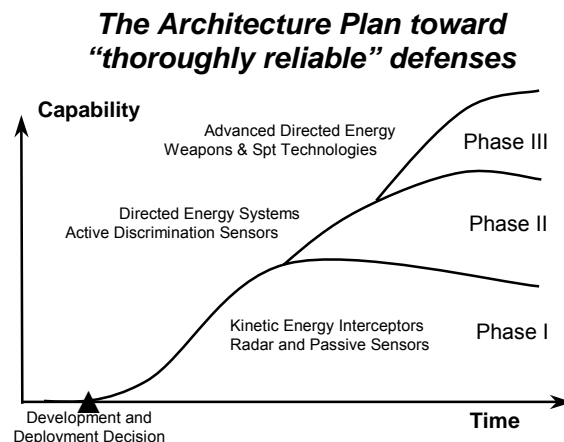 The Architecture Plan toward
“thoroughly reliable” defenses
Capability
Advanced Directed Energy
Weapons & Spt Technologies
Phase III
Directed Energy Systems
Active Discrimination Sensors
Phase II
Kinetic Energy Interceptors
Radar and Passive Sensors
Phase I
Development and
Deployment Decision
Time